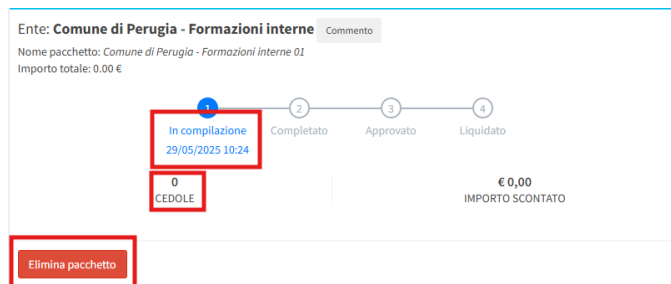 Ente: Comune di Perugia - Formazioni interne Commento
Nome pacchetto: Comune di Perugia - Formazioni interne 01
Importo totale: 0.00 €
1 2 3 4
In compilazione Completato Approvato Liquidato
29/05/2025 10:24
0 € 0,00
CEDOLE IMPORTO SCONTATO
Elimina pacchetto